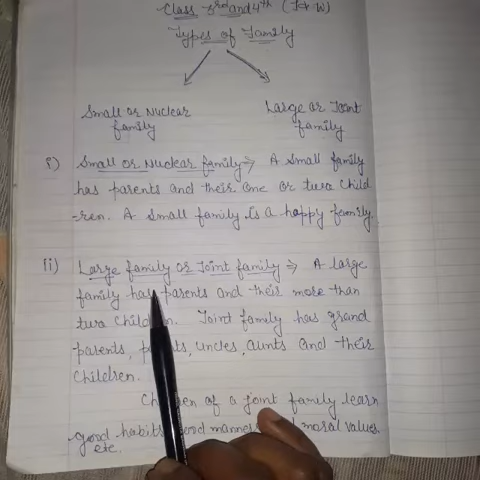 Class 3rd and 4th (J & W)
Types of Family
Small or Nuclear family
Large or Joint family
i) Small or Nuclear family ⇒ A Small family
has parents and their One or twa Child
-ren. A Small family is a happy family.
ii) Large family or Joint family ⇒ A large
family has parents and their more than
twa Children. Joint family has grand
parents, parents, uncles, aunts and their
Children.
Children of a joint family learn
good habits, good manners and moral values,
etc.